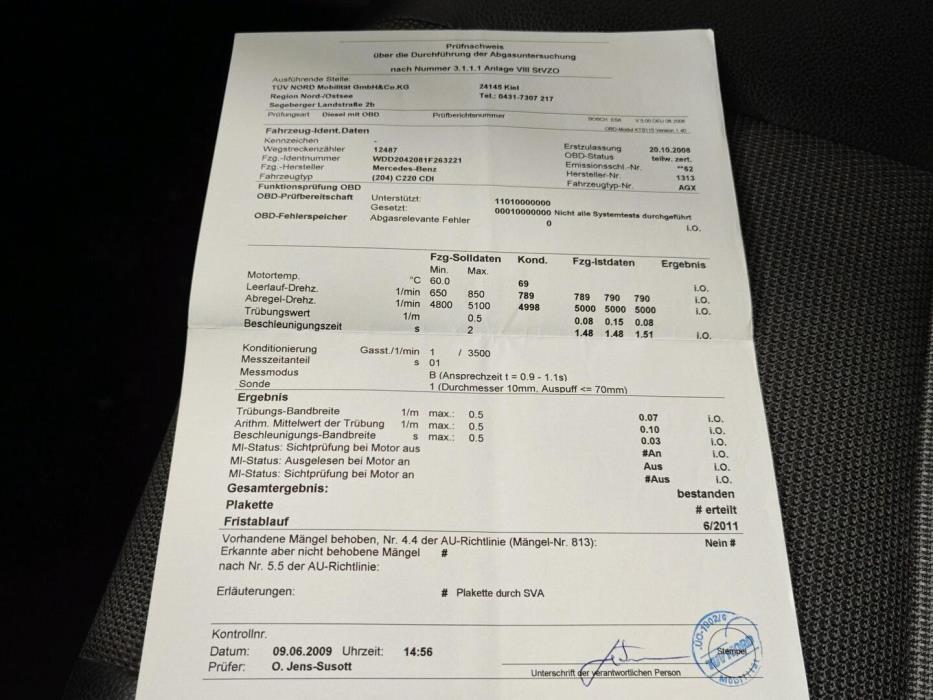 Prüfnachweis
über die Durchführung der Abgasuntersuchung
nach Nummer 3.1.1.1 Anlage VIII StVZO
Ausführende Stelle:
TÜV NORD Mobilität GmbH&Co.KG 24145 Kiel
Region Nord-/Ostsee Tel.: 0431-7307 217
Segeberger Landstraße 2b
Prüfungsart Diesel mit OBD Prüfberichtsnummer BOSCH ESA
Fahrzeug-Ident.Daten
Kennzeichen - Erstzulassung 20.10.2008
Wegstreckenzähler 12487 OBD-Status teilw. zert.
Fzg.-Identnummer WDD2042081F263221 Emissionsschl.-Nr. **62
Fzg.-Hersteller Mercedes-Benz Hersteller-Nr. 1313
Fahrzeugtyp (204) C220 CDI Fahrzeugtyp-Nr. AGX
Funktionsprüfung OBD
OBD-Prüfbereitschaft Unterstützt: 11010000000
Gesetzt: 00010000000 Nicht alle Systemtests durchgeführt
OBD-Fehlerspeicher Abgasrelevante Fehler 0 i.O.
Fzg-Solldaten Kond. Fzg-Istdaten Ergebnis
Min. Max.
Motortemp. °C 60.0 69 i.O.
Leerlauf-Drehz. 1/min 650 850 789 789 790 790 i.O.
Abregel-Drehz. 1/min 4800 5100 4998 5000 5000 5000 i.O.
Trübungswert 1/m 0.5 0.08 0.15 0.08
Beschleunigungszeit s 2 1.48 1.48 1.51 i.O.
Konditionierung Gasst./1/min 1 / 3500
Messzeitanteil s 01
Messmodus B (Ansprechzeit t = 0.9 - 1.1s)
Sonde 1 (Durchmesser 10mm, Auspuff <= 70mm)
Ergebnis
Trübungs-Bandbreite 1/m max.: 0.5 0.07 i.O.
Arithm. Mittelwert der Trübung 1/m max.: 0.5 0.10 i.O.
Beschleunigungs-Bandbreite s max.: 0.5 0.03 i.O.
MI-Status: Sichtprüfung bei Motor aus #An i.O.
MI-Status: Ausgelesen bei Motor an Aus i.O.
MI-Status: Sichtprüfung bei Motor an #Aus i.O.
Gesamtergebnis: bestanden
Plakette # erteilt
Fristablauf 6/2011
Vorhandene Mängel behoben, Nr. 4.4 der AU-Richtlinie (Mängel-Nr. 813): Nein #
Erkannte aber nicht behobene Mängel #
nach Nr. 5.5 der AU-Richtlinie:
Erläuterungen: # Plakette durch SVA
Kontrollnr.
Datum: 09.06.2009 Uhrzeit: 14:56
Prüfer: O. Jens-Susott
Unterschrift der verantwortlichen Person
Stempel
TÜV NORD
Mobilität